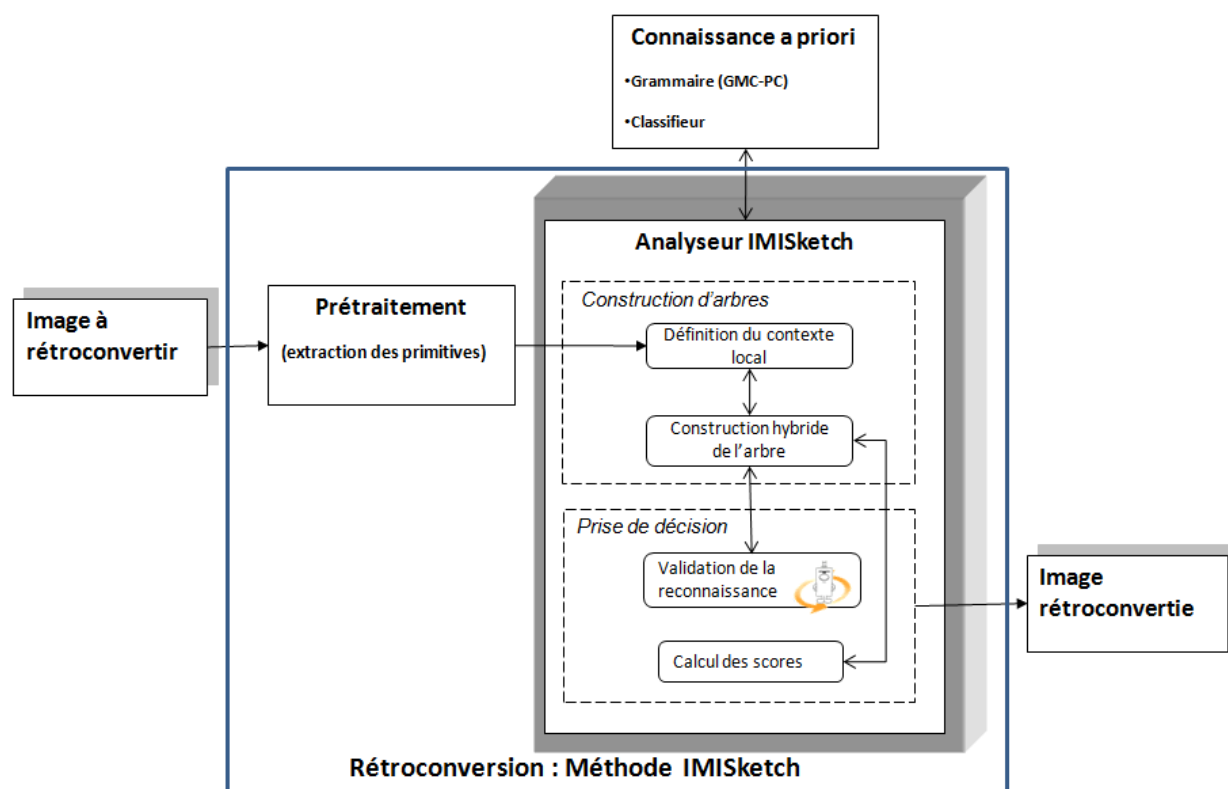 Connaissance a priori
•Grammaire (GMC-PC)
•Classifieur
Analyseur IMISketch
Construction d'arbres
Image à
rétroconvertir
Prétraitement
(extraction des primitives)
Définition du contexte
local
Construction hybride
de l'arbre
Prise de décision
Validation de la
reconnaissance
Calcul des scores
Image
rétroconvertie
Rétroconversion : Méthode IMISketch